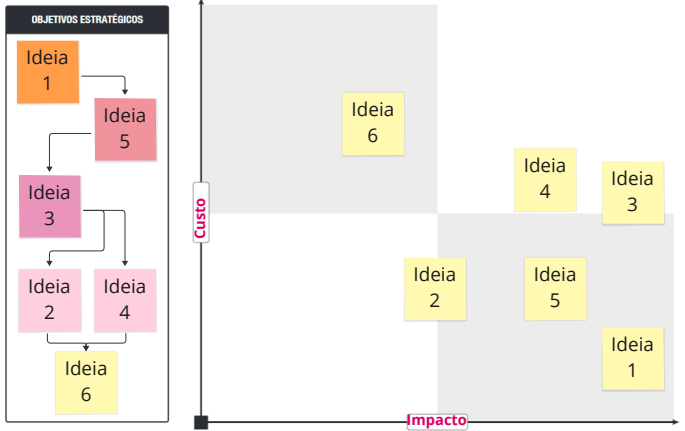 OBJETIVOS ESTRATÉGICOS
Ideia
1
Ideia
5
Ideia
3
Ideia
2
Ideia
4
Ideia
6
Custo
Ideia
6
Ideia
4
Ideia
3
Ideia
2
Ideia
5
Ideia
1
Impacto